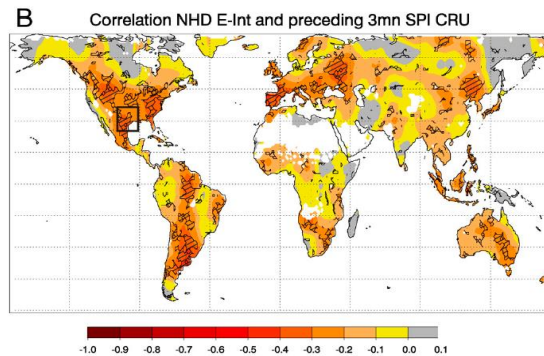 B
Correlation NHD E-Int and preceding 3mn SPI CRU
-1.0 -0.9 -0.8 -0.7 -0.6 -0.5 -0.4 -0.3 -0.2 -0.1 0.0 0.1